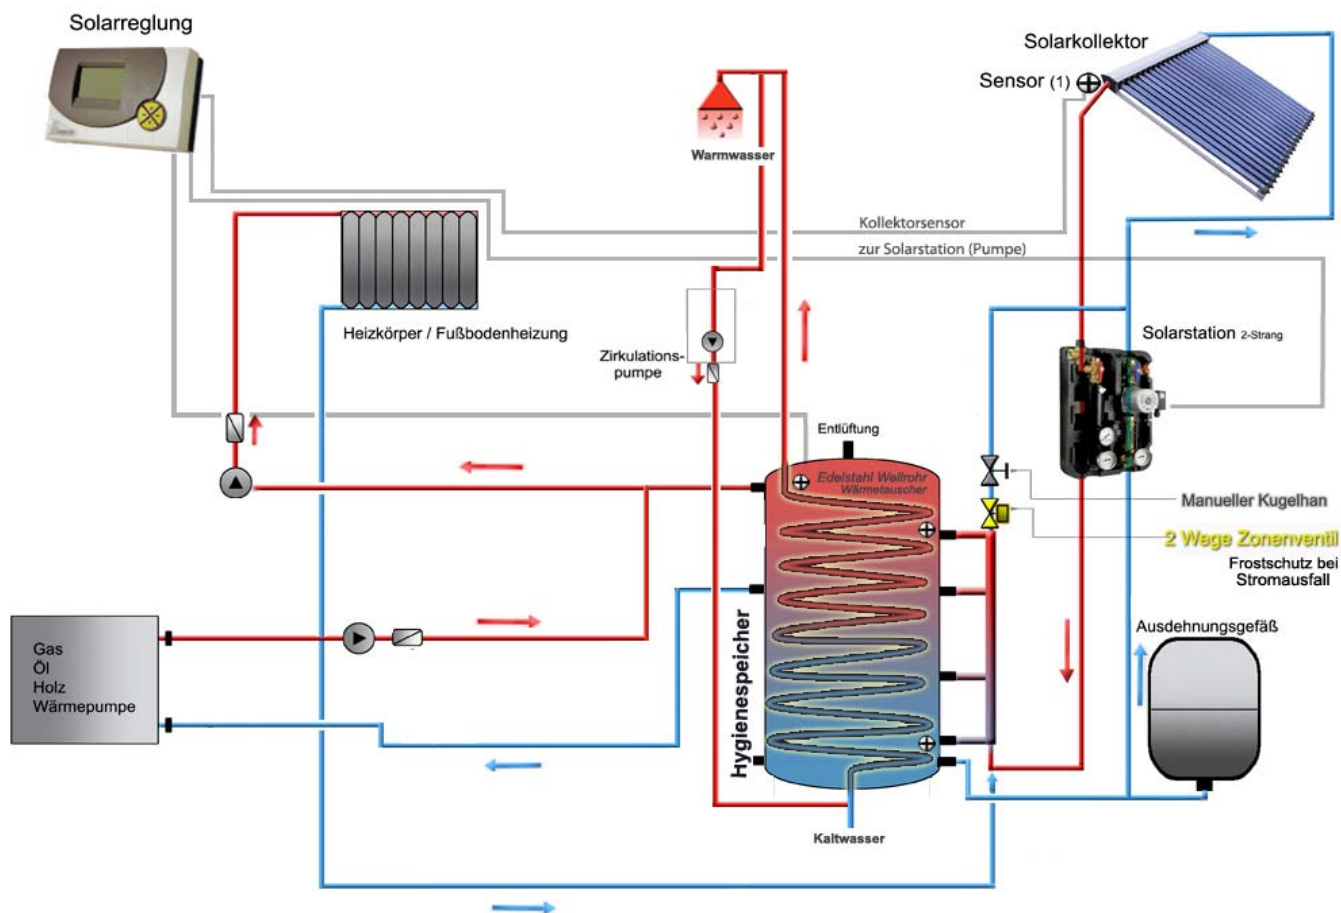 Solarreglung
Solarkollektor
Sensor (1)
Warmwasser
Kollektorsensor
zur Solarstation (Pumpe)
Heizkörper / Fußbodenheizung
Solarstation 2-Strang
Zirkulations-
pumpe
Entlüftung
Edelstahl Wellrohr
Wärmetauscher
Manueller Kugelhan
2 Wege Zonenventil
Frostschutz bei
Stromausfall
Ausdehnungsgefäß
Gas
Öl
Holz
Wärmepumpe
Hygienespeicher
Kaltwasser